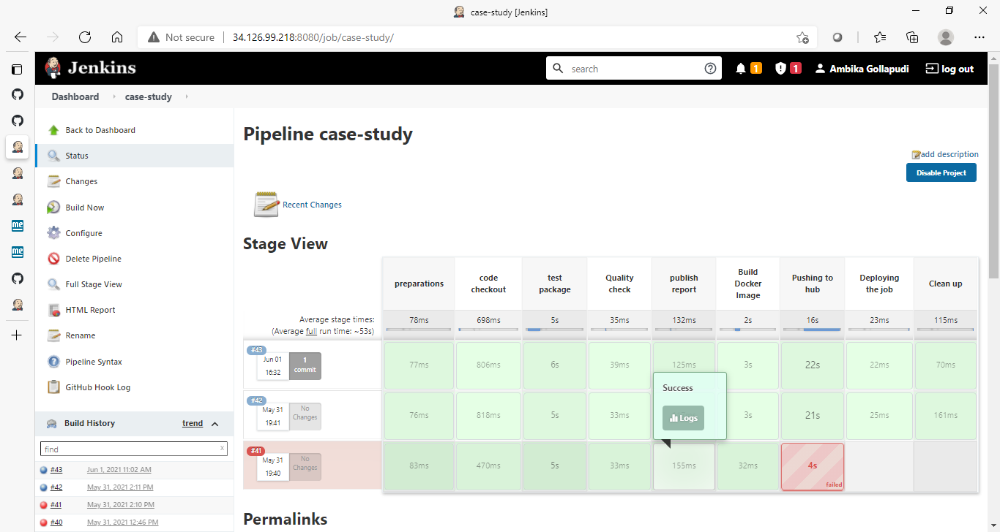 case-study [Jenkins]
Not secure
34.126.99.218:8080/job/case-study/
Jenkins
search
1
1
Ambika Gollapudi
log out
Dashboard
case-study
Back to Dashboard
Status
Changes
Build Now
Configure
Delete Pipeline
Full Stage View
HTML Report
Rename
Pipeline Syntax
GitHub Hook Log
Build History
trend
find
x
#43
Jun 1, 2021 11:02 AM
#42
May 31, 2021 2:11 PM
#41
May 31, 2021 2:10 PM
#40
May 31, 2021 12:46 PM
me
me
Pipeline case-study
add description
Disable Project
Recent Changes
Stage View
preparations
code
checkout
test
package
Quality
check
publish
report
Build
Docker
Image
Pushing to
hub
Deploying
the job
Clean up
Average stage times:
(Average full run time: ~53s)
78ms
698ms
5s
35ms
132ms
2s
16s
23ms
115ms
#43
Jun 01
16:32
1
commit
77ms
806ms
6s
39ms
125ms
3s
22s
22ms
70ms
#42
May 31
19:41
No
Changes
76ms
818ms
5s
33ms
3s
21s
25ms
161ms
Success
Logs
#41
May 31
19:40
No
Changes
83ms
470ms
5s
33ms
155ms
32ms
4s
failed
Permalinks